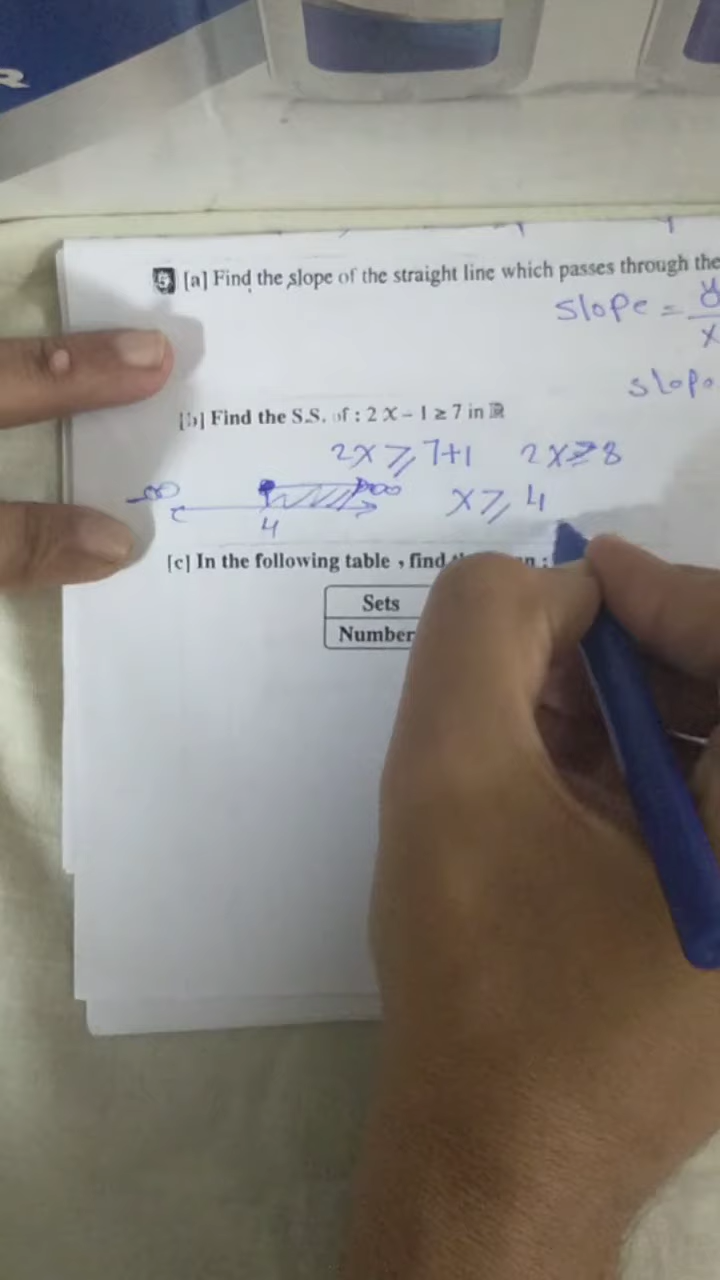 5 [a] Find the slope of the straight line which passes through the
slope = y
x
slope
[b] Find the S.S. of : 2 X – 1 ≥ 7 in ℝ
2x ≥ 7+1 2x ≥ 8
-∞ ∞ x ≥ 4
4
[c] In the following table , find
Sets
Number